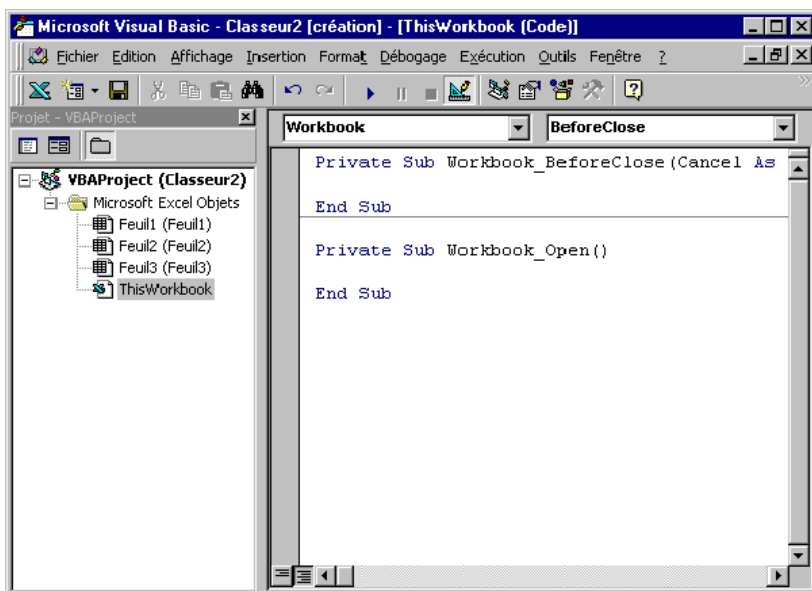 Microsoft Visual Basic - Classeur2 [création] - [ThisWorkbook (Code)]
Fichier Edition Affichage Insertion Format Débogage Exécution Outils Fenêtre ?
Projet - VBAProject
VBAProject (Classeur2)
Microsoft Excel Objets
Feuil1 (Feuil1)
Feuil2 (Feuil2)
Feuil3 (Feuil3)
ThisWorkbook
Workbook
BeforeClose
Private Sub Workbook_BeforeClose(Cancel As
End Sub
Private Sub Workbook_Open()
End Sub